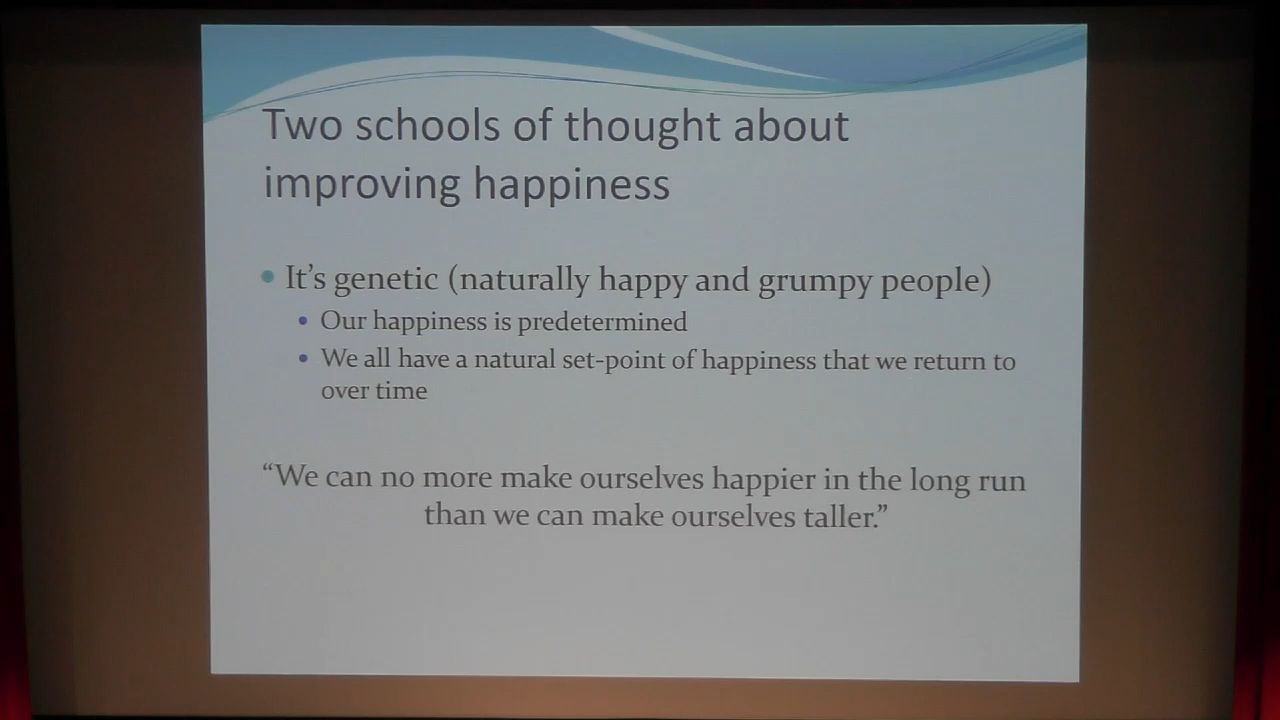 Two schools of thought about
improving happiness
• It's genetic (naturally happy and grumpy people)
• Our happiness is predetermined
• We all have a natural set-point of happiness that we return to
over time
“We can no more make ourselves happier in the long run
than we can make ourselves taller.”